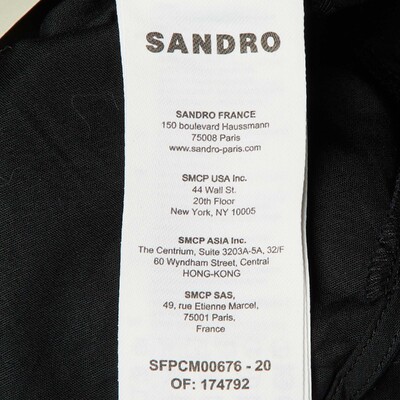 SANDRO
SANDRO FRANCE
150 boulevard Haussmann
75008 Paris
www.sandro-paris.com
SMCP USA Inc.
44 Wall St.
20th Floor
New York, NY 10005
SMCP ASIA Inc.
The Centrium, Suite 3203A-5A, 32/F
60 Wyndham Street, Central
HONG-KONG
SMCP SAS,
49, rue Etienne Marcel,
75001 Paris,
France
SFPCM00676 - 20
OF: 174792